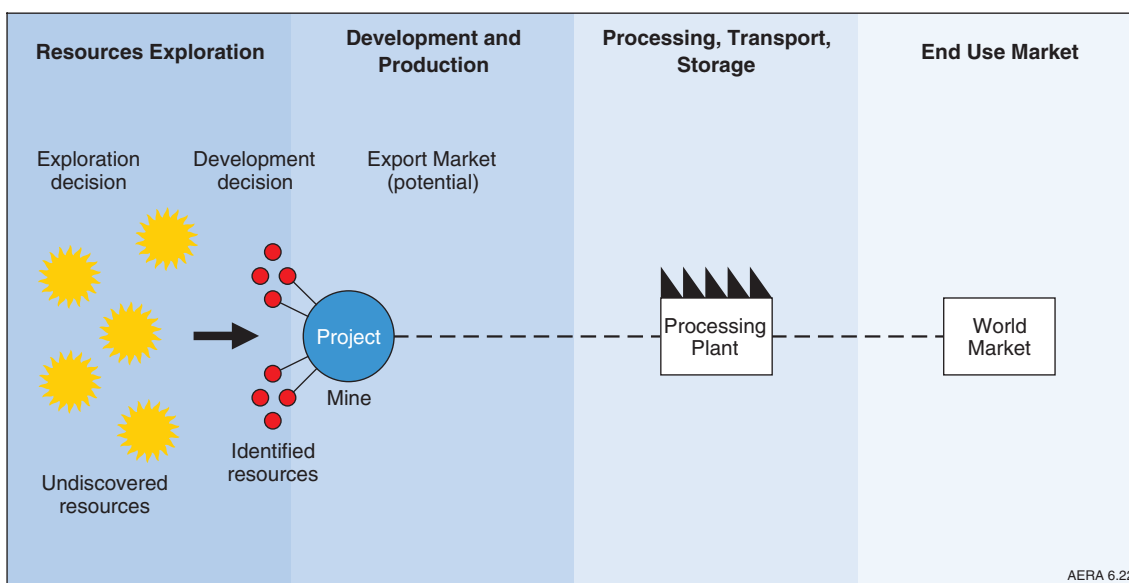 Resources Exploration
Development and
Production
Processing, Transport,
Storage
End Use Market
Exploration
decision
Development
decision
Export Market
(potential)
Project
Mine
Processing
Plant
World
Market
Identified
resources
Undiscovered
resources
AERA 6.22